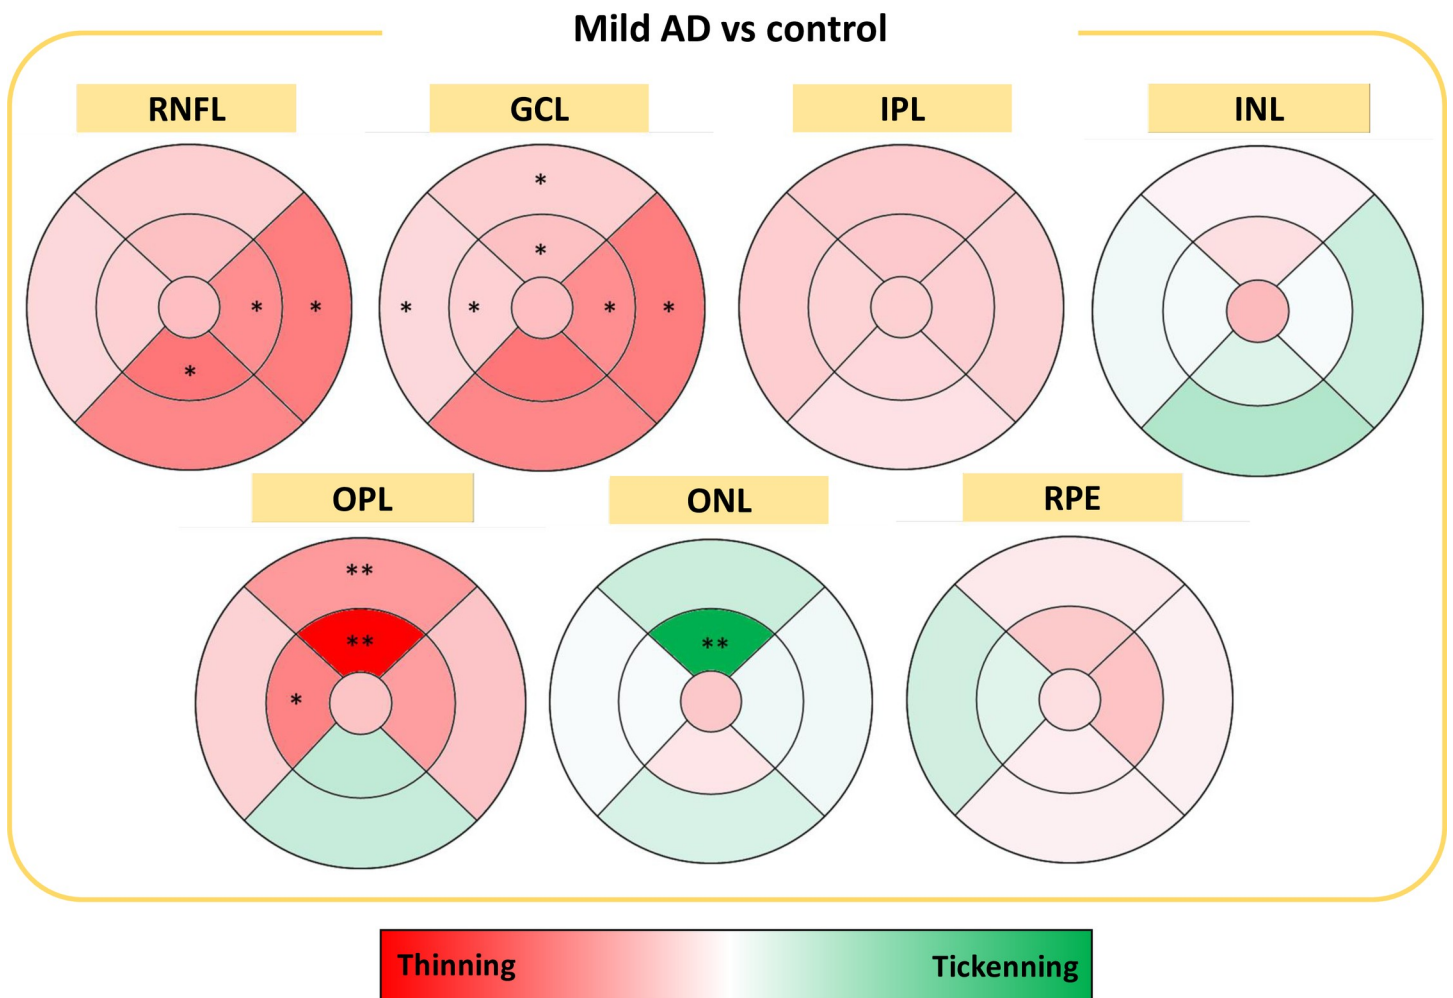 Mild AD vs control
RNFL GCL IPL INL
*
*
* * * * * *
*
OPL ONL RPE
**
** **
*
Thinning Tickenning